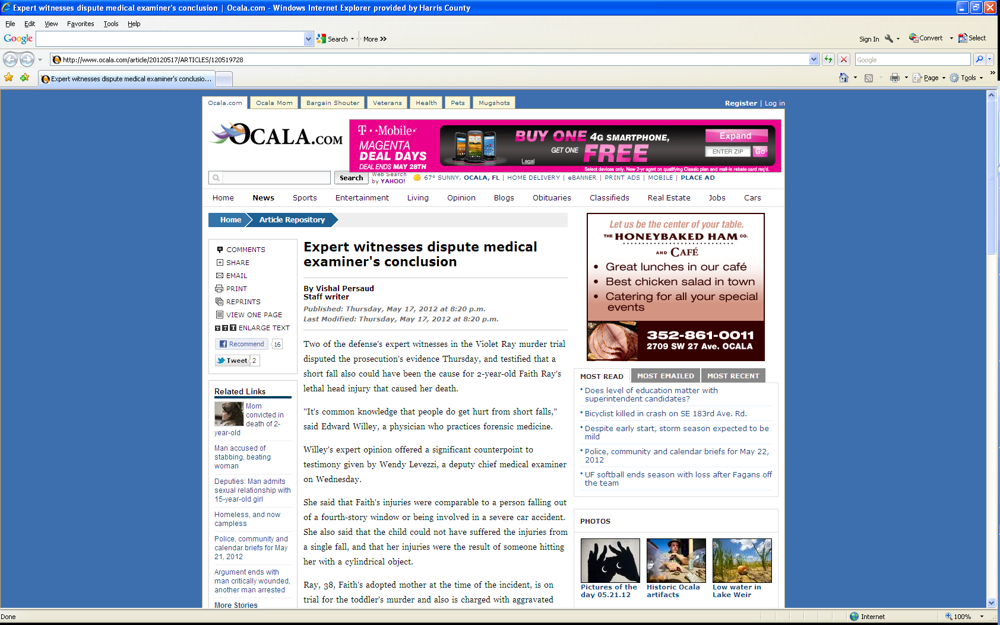 Expert witnesses dispute medical examiner's conclusion | Ocala.com - Windows Internet Explorer provided by Harris County
File Edit View Favorites Tools Help
Google Search More >> Sign In Convert Select
http://www.ocala.com/article/20120517/ARTICLES/120519728 Google
Expert witnesses dispute medical examiner's conclusio... Page Tools >>
Ocala.com Ocala Mom Bargain Shouter Veterans Health Pets Mugshots Register | Log in
OCALA.COM
T··Mobile·
MAGENTA
DEAL DAYS
DEAL ENDS MAY 28TH
BUY ONE 4G SMARTPHONE,
GET ONE FREE
Legal
Expand
ENTER ZIP Go
Select devices only. New 2-yr agmt on qualifying Classic plan and mail-in rebate card req'd.
Search Web Search
by YAHOO!
67° SUNNY, OCALA, FL | HOME DELIVERY | eBANNER | PRINT ADS | MOBILE | PLACE AD
Home News Sports Entertainment Living Opinion Blogs Obituaries Classifieds Real Estate Jobs Cars
Home Article Repository
COMMENTS
SHARE
EMAIL
PRINT
REPRINTS
VIEW ONE PAGE
T T T ENLARGE TEXT
Recommend 16
Tweet 2
Related Links
Mom
convicted in
death of 2-
year-old
Man accused of
stabbing, beating
woman
Deputies: Man admits
sexual relationship with
15-year-old girl
Homeless, and now
campless
Police, community and
calendar briefs for May
21, 2012
Argument ends with
man critically wounded,
another man arrested
More Stories
Expert witnesses dispute medical
examiner's conclusion
By Vishal Persaud
Staff writer
Published: Thursday, May 17, 2012 at 8:20 p.m.
Last Modified: Thursday, May 17, 2012 at 8:20 p.m.
Two of the defense's expert witnesses in the Violet Ray murder trial
disputed the prosecution's evidence Thursday, and testified that a
short fall also could have been the cause for 2-year-old Faith Ray's
lethal head injury that caused her death.
"It's common knowledge that people do get hurt from short falls,"
said Edward Willey, a physician who practices forensic medicine.
Willey's expert opinion offered a significant counterpoint to
testimony given by Wendy Levezzi, a deputy chief medical examiner
on Wednesday.
She said that Faith's injuries were comparable to a person falling out
of a fourth-story window or being involved in a severe car accident.
She also said that the child could not have suffered the injuries from
a single fall, and that her injuries were the result of someone hitting
her with a cylindrical object.
Ray, 38, Faith's adopted mother at the time of the incident, is on
trial for the toddler's murder and also is charged with aggravated
Let us be the center of your table.
THE HONEYBAKED HAM CO.
AND CAFÉ
• Great lunches in our café
• Best chicken salad in town
• Catering for all your special
events
352-861-0011
2709 SW 27 Ave. OCALA
MOST READ MOST EMAILED MOST RECENT
• Does level of education matter with
superintendent candidates?
• Bicyclist killed in crash on SE 183rd Ave. Rd.
• Despite early start, storm season expected to be
mild
• Police, community and calendar briefs for May 22,
2012
• UF softball ends season with loss after Fagans off
the team
PHOTOS
Pictures of the
day 05.21.12
Historic Ocala
artifacts
Low water in
Lake Weir
Done Internet 100%